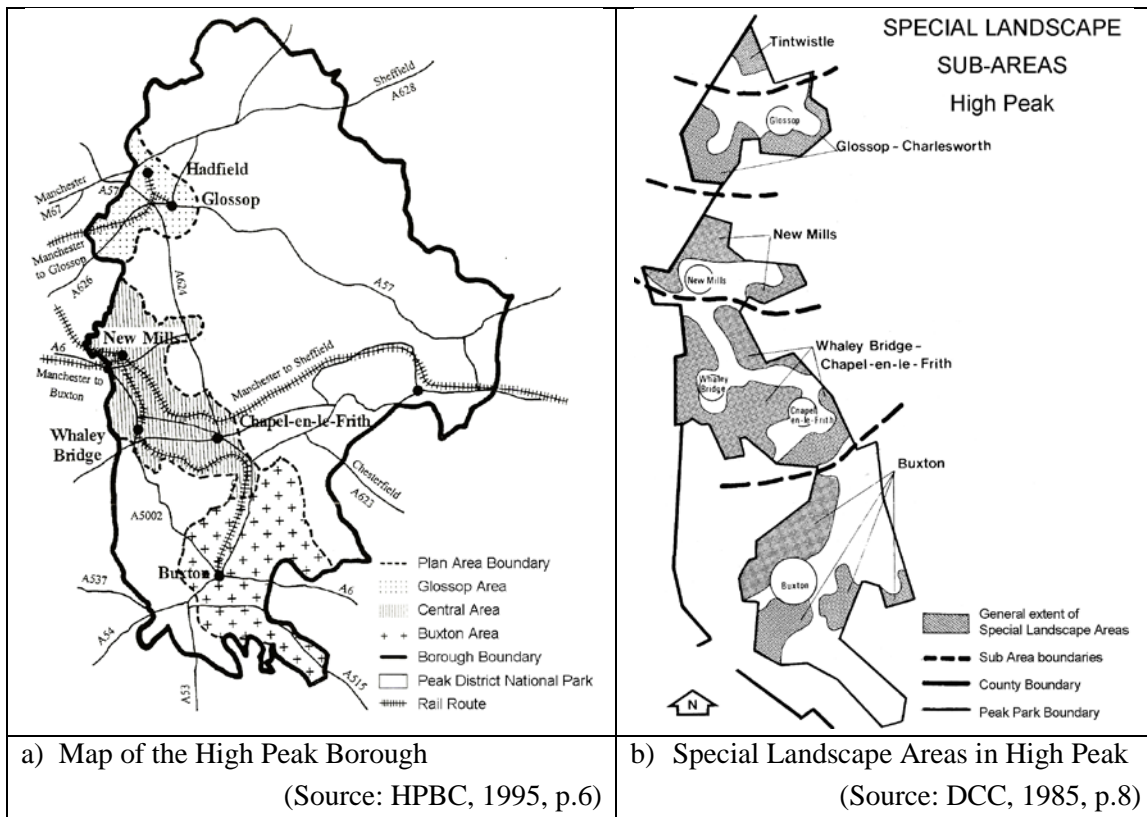 Sheffield
A628
Hadfield
Manchester
A57
M67
Glossop
Manchester
to Glossop
A626
A624
A57
New Mills
A6
Manchester to
Buxton
Manchester to Sheffield
Chapel-en-le-Frith
Whaley
Bridge
Chesterfield
A623
A5002
Buxton
A537
A6
A54
A53
A515
Plan Area Boundary
Glossop Area
Central Area
Buxton Area
Borough Boundary
Peak District National Park
Rail Route
SPECIAL LANDSCAPE
SUB-AREAS
High Peak
Tintwistle
Glossop
Glossop - Charlesworth
New Mills
New Mills
Whaley Bridge -
Chapel-en-le-Frith
Whaley
Bridge
Chapel
en-le-Frith
Buxton
Buxton
General extent of
Special Landscape Areas
Sub Area boundaries
County Boundary
Peak Park Boundary
N
a) Map of the High Peak Borough
(Source: HPBC, 1995, p.6)
b) Special Landscape Areas in High Peak
(Source: DCC, 1985, p.8)